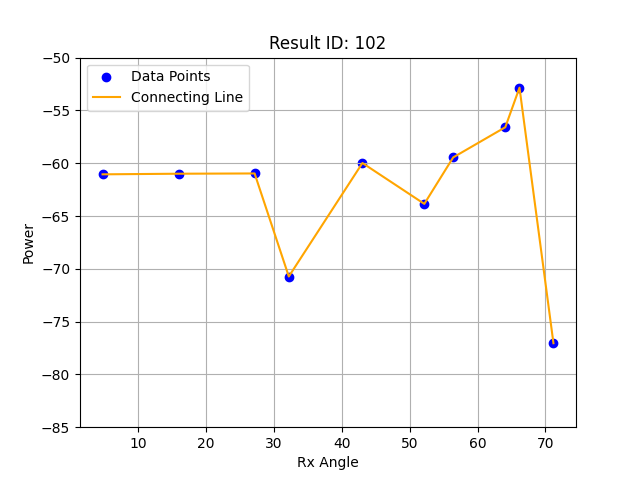 Result ID: 102
Data Points
Connecting Line
−50
−55
−60
−65
−70
−75
−80
−85
Power
10 20 30 40 50 60 70
Rx Angle